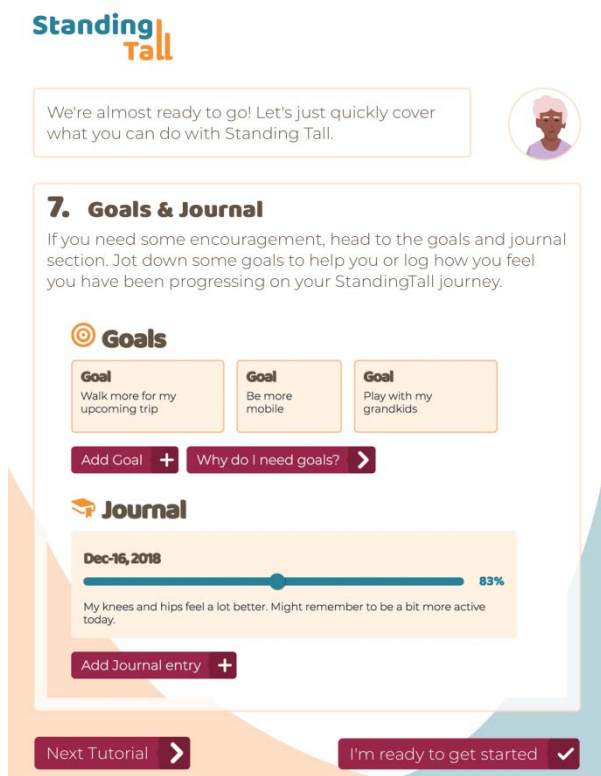 Standing
Tall
We're almost ready to go! Let's just quickly cover
what you can do with Standing Tall.
7. Goals & Journal
If you need some encouragement, head to the goals and journal
section. Jot down some goals to help you or log how you feel
you have been progressing on your StandingTall journey.
Goals
Goal
Walk more for my
upcoming trip
Goal
Be more
mobile
Goal
Play with my
grandkids
Add Goal +
Why do I need goals?
Journal
Dec-16, 2018
83%
My knees and hips feel a lot better. Might remember to be a bit more active
today.
Add Journal entry +
Next Tutorial
I'm ready to get started